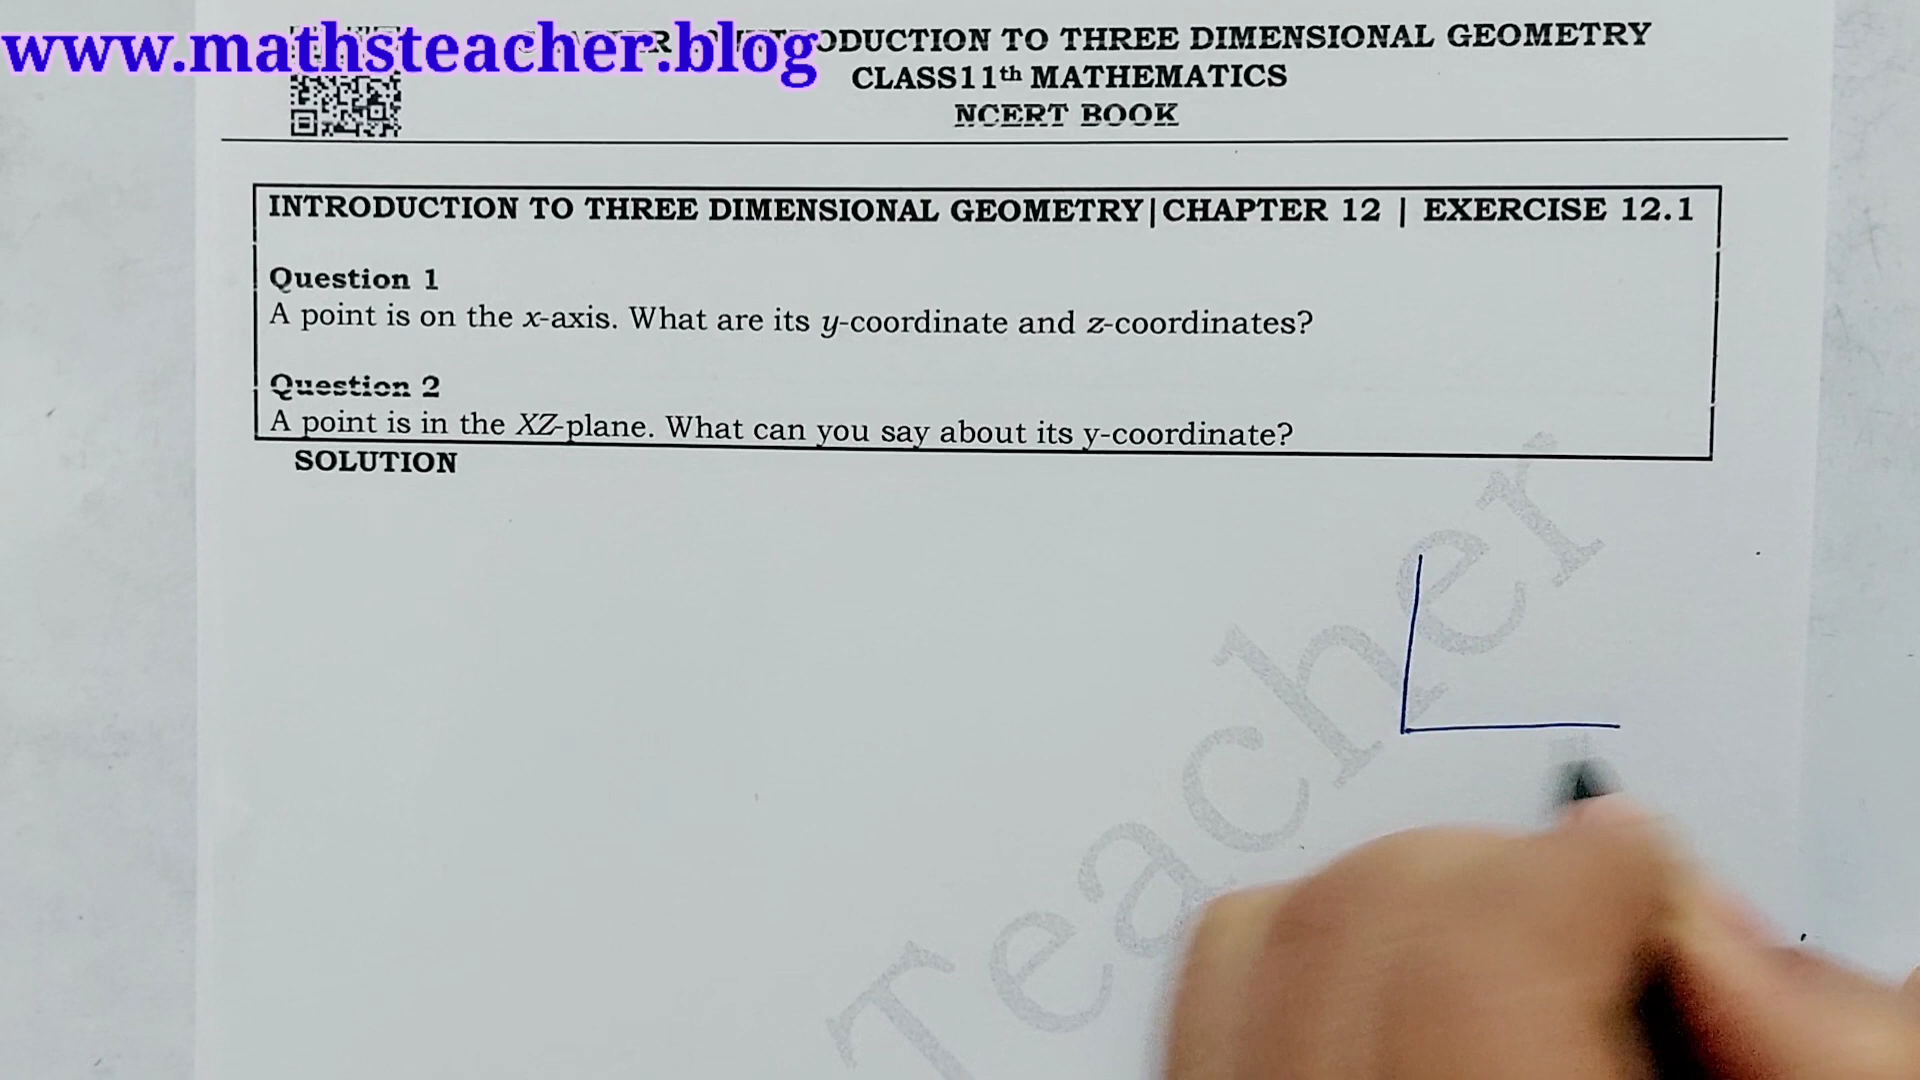 www.mathsteacher.blog
ODUCTION TO THREE DIMENSIONAL GEOMETRY
CLASS11th MATHEMATICS
NCERT BOOK
INTRODUCTION TO THREE DIMENSIONAL GEOMETRY|CHAPTER 12 | EXERCISE 12.1
Question 1
A point is on the x-axis. What are its y-coordinate and z-coordinates?
Question 2
A point is in the XZ-plane. What can you say about its y-coordinate?
SOLUTION
Teacher